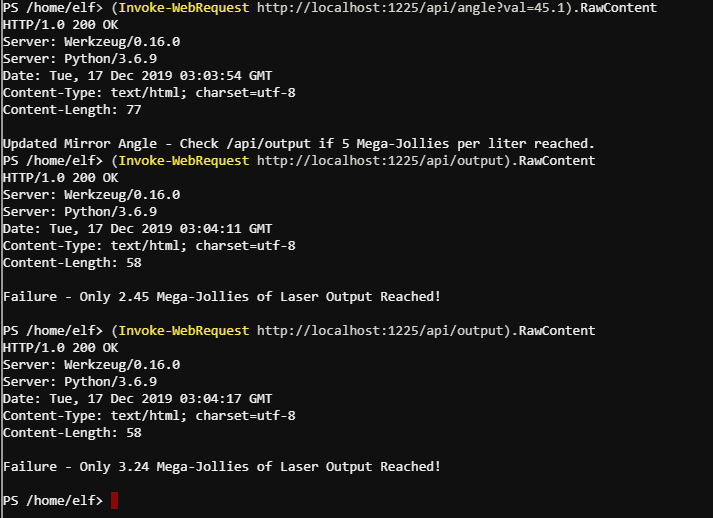 PS /home/elf> (Invoke-WebRequest http://localhost:1225/api/angle?val=45.1).RawContent
HTTP/1.0 200 OK
Server: Werkzeug/0.16.0
Server: Python/3.6.9
Date: Tue, 17 Dec 2019 03:03:54 GMT
Content-Type: text/html; charset=utf-8
Content-Length: 77

Updated Mirror Angle - Check /api/output if 5 Mega-Jollies per liter reached.
PS /home/elf> (Invoke-WebRequest http://localhost:1225/api/output).RawContent
HTTP/1.0 200 OK
Server: Werkzeug/0.16.0
Server: Python/3.6.9
Date: Tue, 17 Dec 2019 03:04:11 GMT
Content-Type: text/html; charset=utf-8
Content-Length: 58

Failure - Only 2.45 Mega-Jollies of Laser Output Reached!

PS /home/elf> (Invoke-WebRequest http://localhost:1225/api/output).RawContent
HTTP/1.0 200 OK
Server: Werkzeug/0.16.0
Server: Python/3.6.9
Date: Tue, 17 Dec 2019 03:04:17 GMT
Content-Type: text/html; charset=utf-8
Content-Length: 58

Failure - Only 3.24 Mega-Jollies of Laser Output Reached!

PS /home/elf>